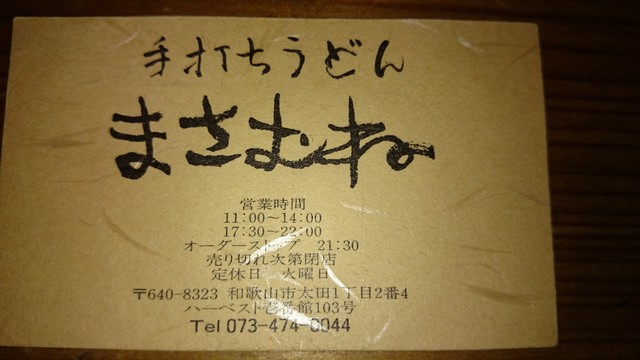 手打ちうどん
まさむね
営業時間
11:00～14:00
17:30～22:00
オーダーストップ 21:30
売り切れ次第閉店
定休日 火曜日
〒640-8323 和歌山市太田1丁目2番4
ハーベスト壱番館103号
Tel 073-474-6044